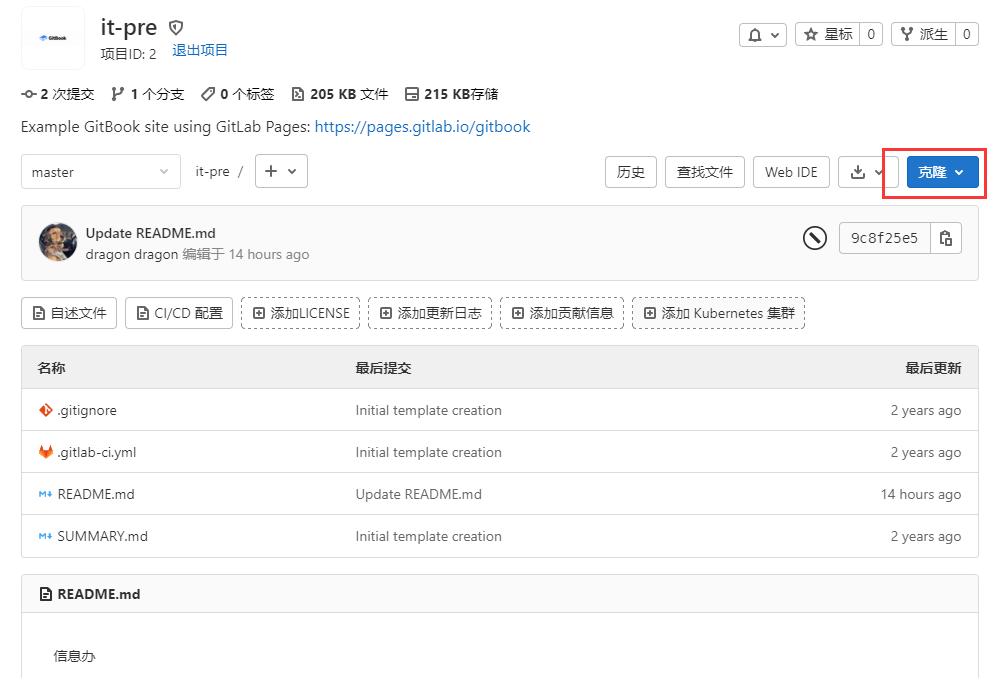 GitBook
it-pre
项目ID: 2 退出项目
星标 0 派生 0
2 次提交 1 个分支 0 个标签 205 KB 文件 215 KB存储
Example GitBook site using GitLab Pages: https://pages.gitlab.io/gitbook
master it-pre / 历史 查找文件 Web IDE 克隆
Update README.md
dragon dragon 编辑于 14 hours ago
9c8f25e5
自述文件 CI/CD 配置 添加LICENSE 添加更新日志 添加贡献信息 添加 Kubernetes 集群
名称 最后提交 最后更新
.gitignore Initial template creation 2 years ago
.gitlab-ci.yml Initial template creation 2 years ago
M↓ README.md Update README.md 14 hours ago
M↓ SUMMARY.md Initial template creation 2 years ago
README.md
信息办